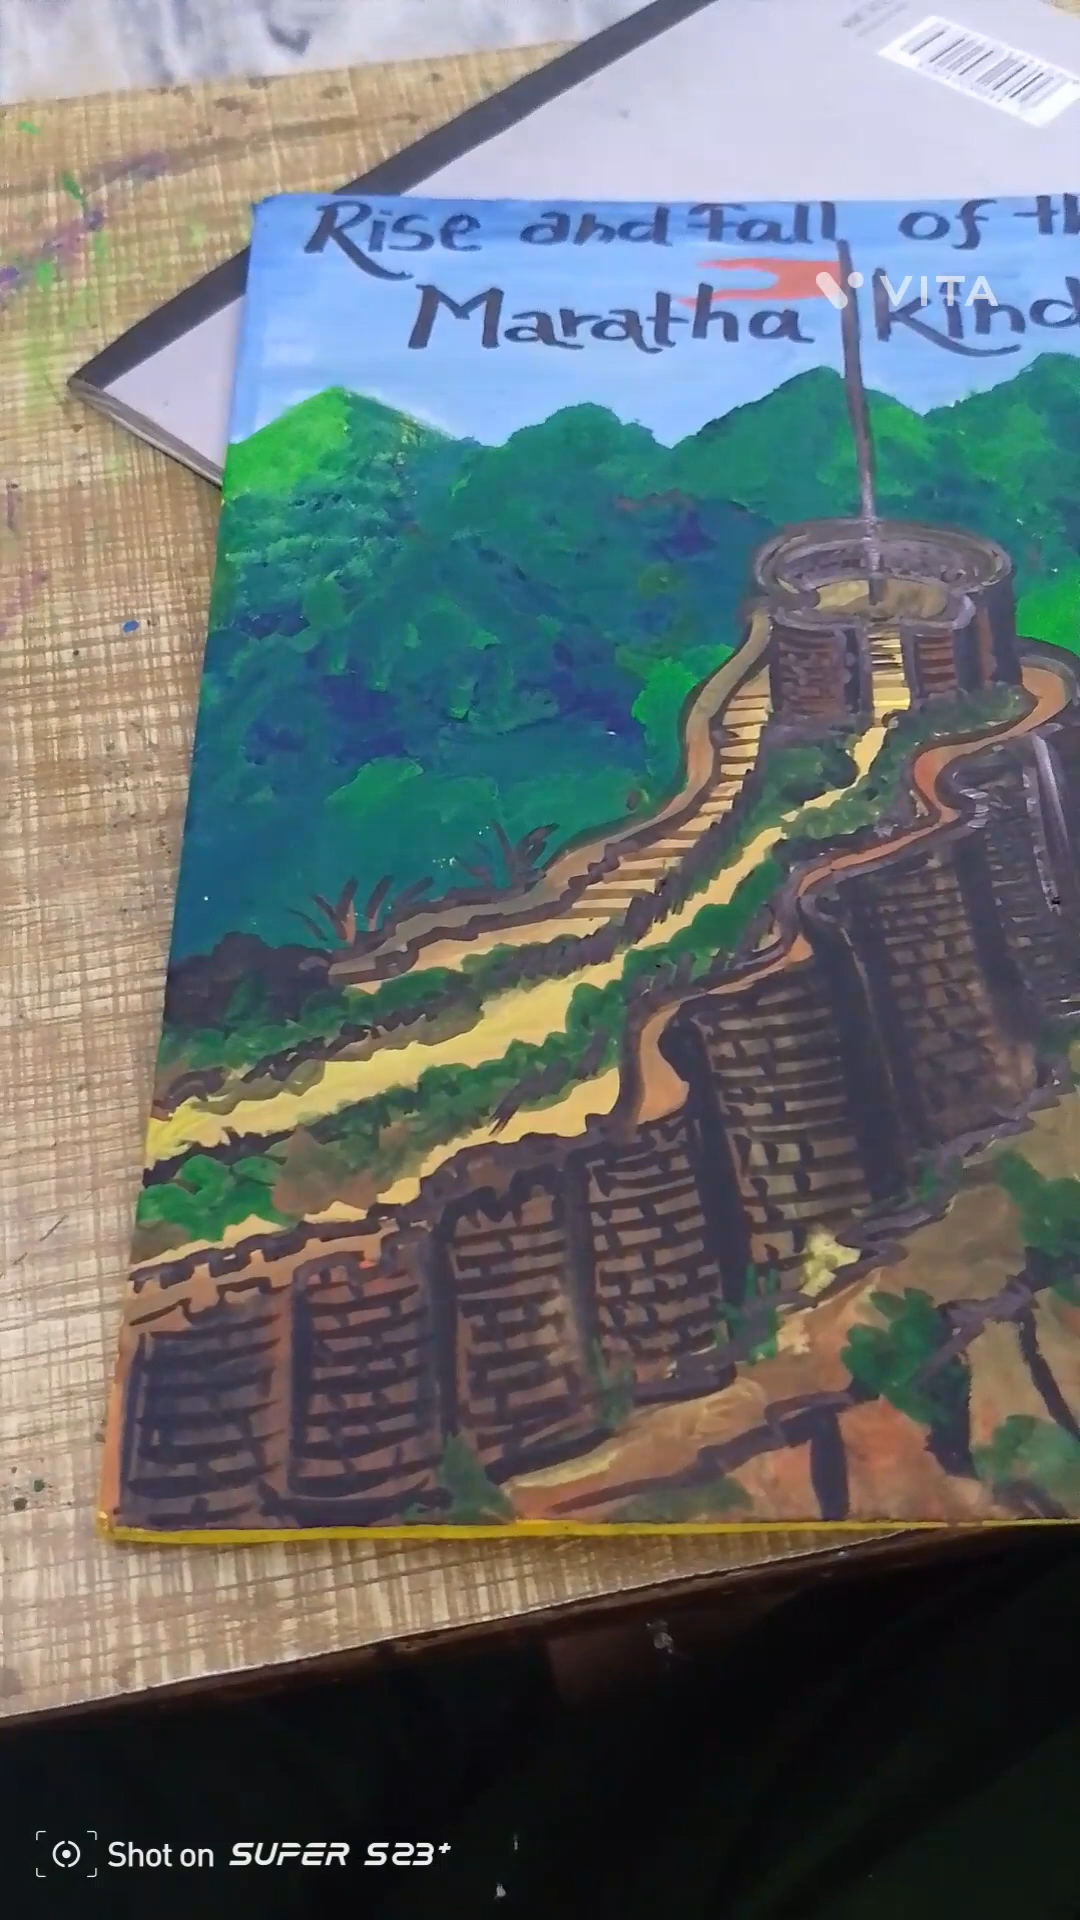 Rise and Fall of th
Maratha Kind
VITA
Shot on SUPER S23+